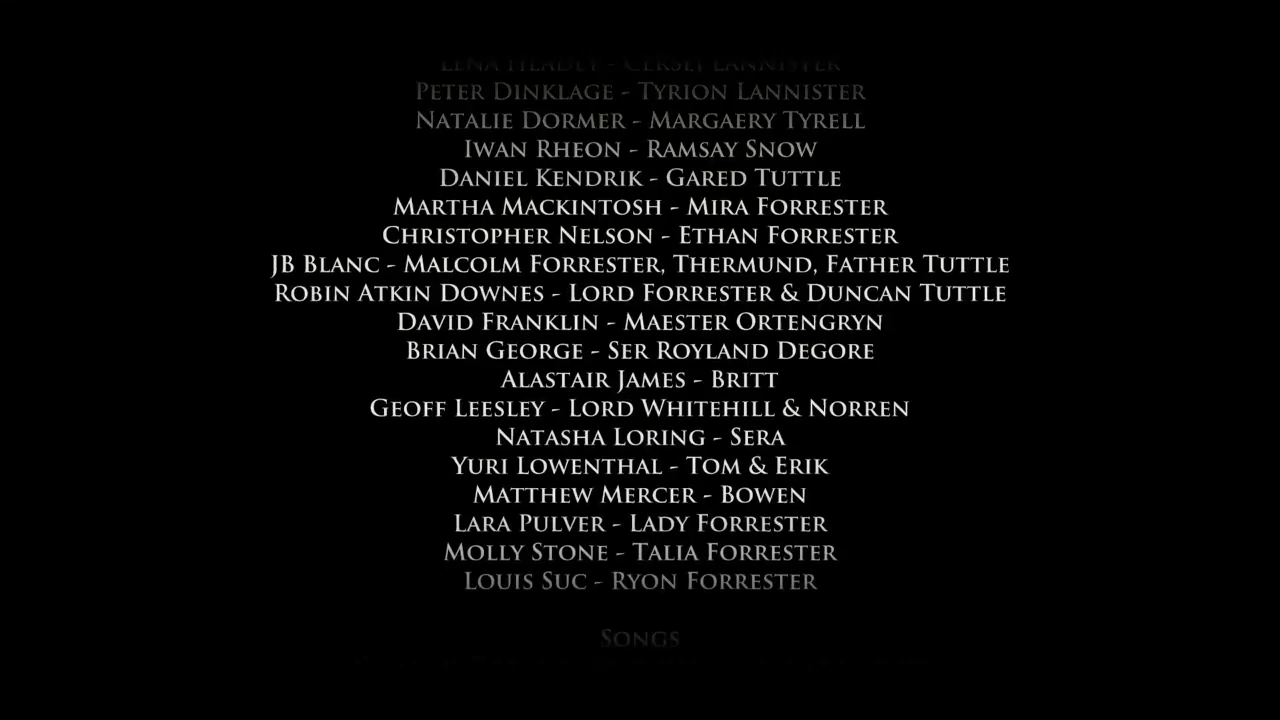 Lena Headey - Cersei Lannister
Peter Dinklage - Tyrion Lannister
Natalie Dormer - Margaery Tyrell
Iwan Rheon - Ramsay Snow
Daniel Kendrik - Gared Tuttle
Martha Mackintosh - Mira Forrester
Christopher Nelson - Ethan Forrester
JB Blanc - Malcolm Forrester, Thermund, Father Tuttle
Robin Atkin Downes - Lord Forrester & Duncan Tuttle
David Franklin - Maester Ortengryn
Brian George - Ser Royland Degore
Alastair James - Britt
Geoff Leesley - Lord Whitehill & Norren
Natasha Loring - Sera
Yuri Lowenthal - Tom & Erik
Matthew Mercer - Bowen
Lara Pulver - Lady Forrester
Molly Stone - Talia Forrester
Louis Suc - Ryon Forrester
Songs